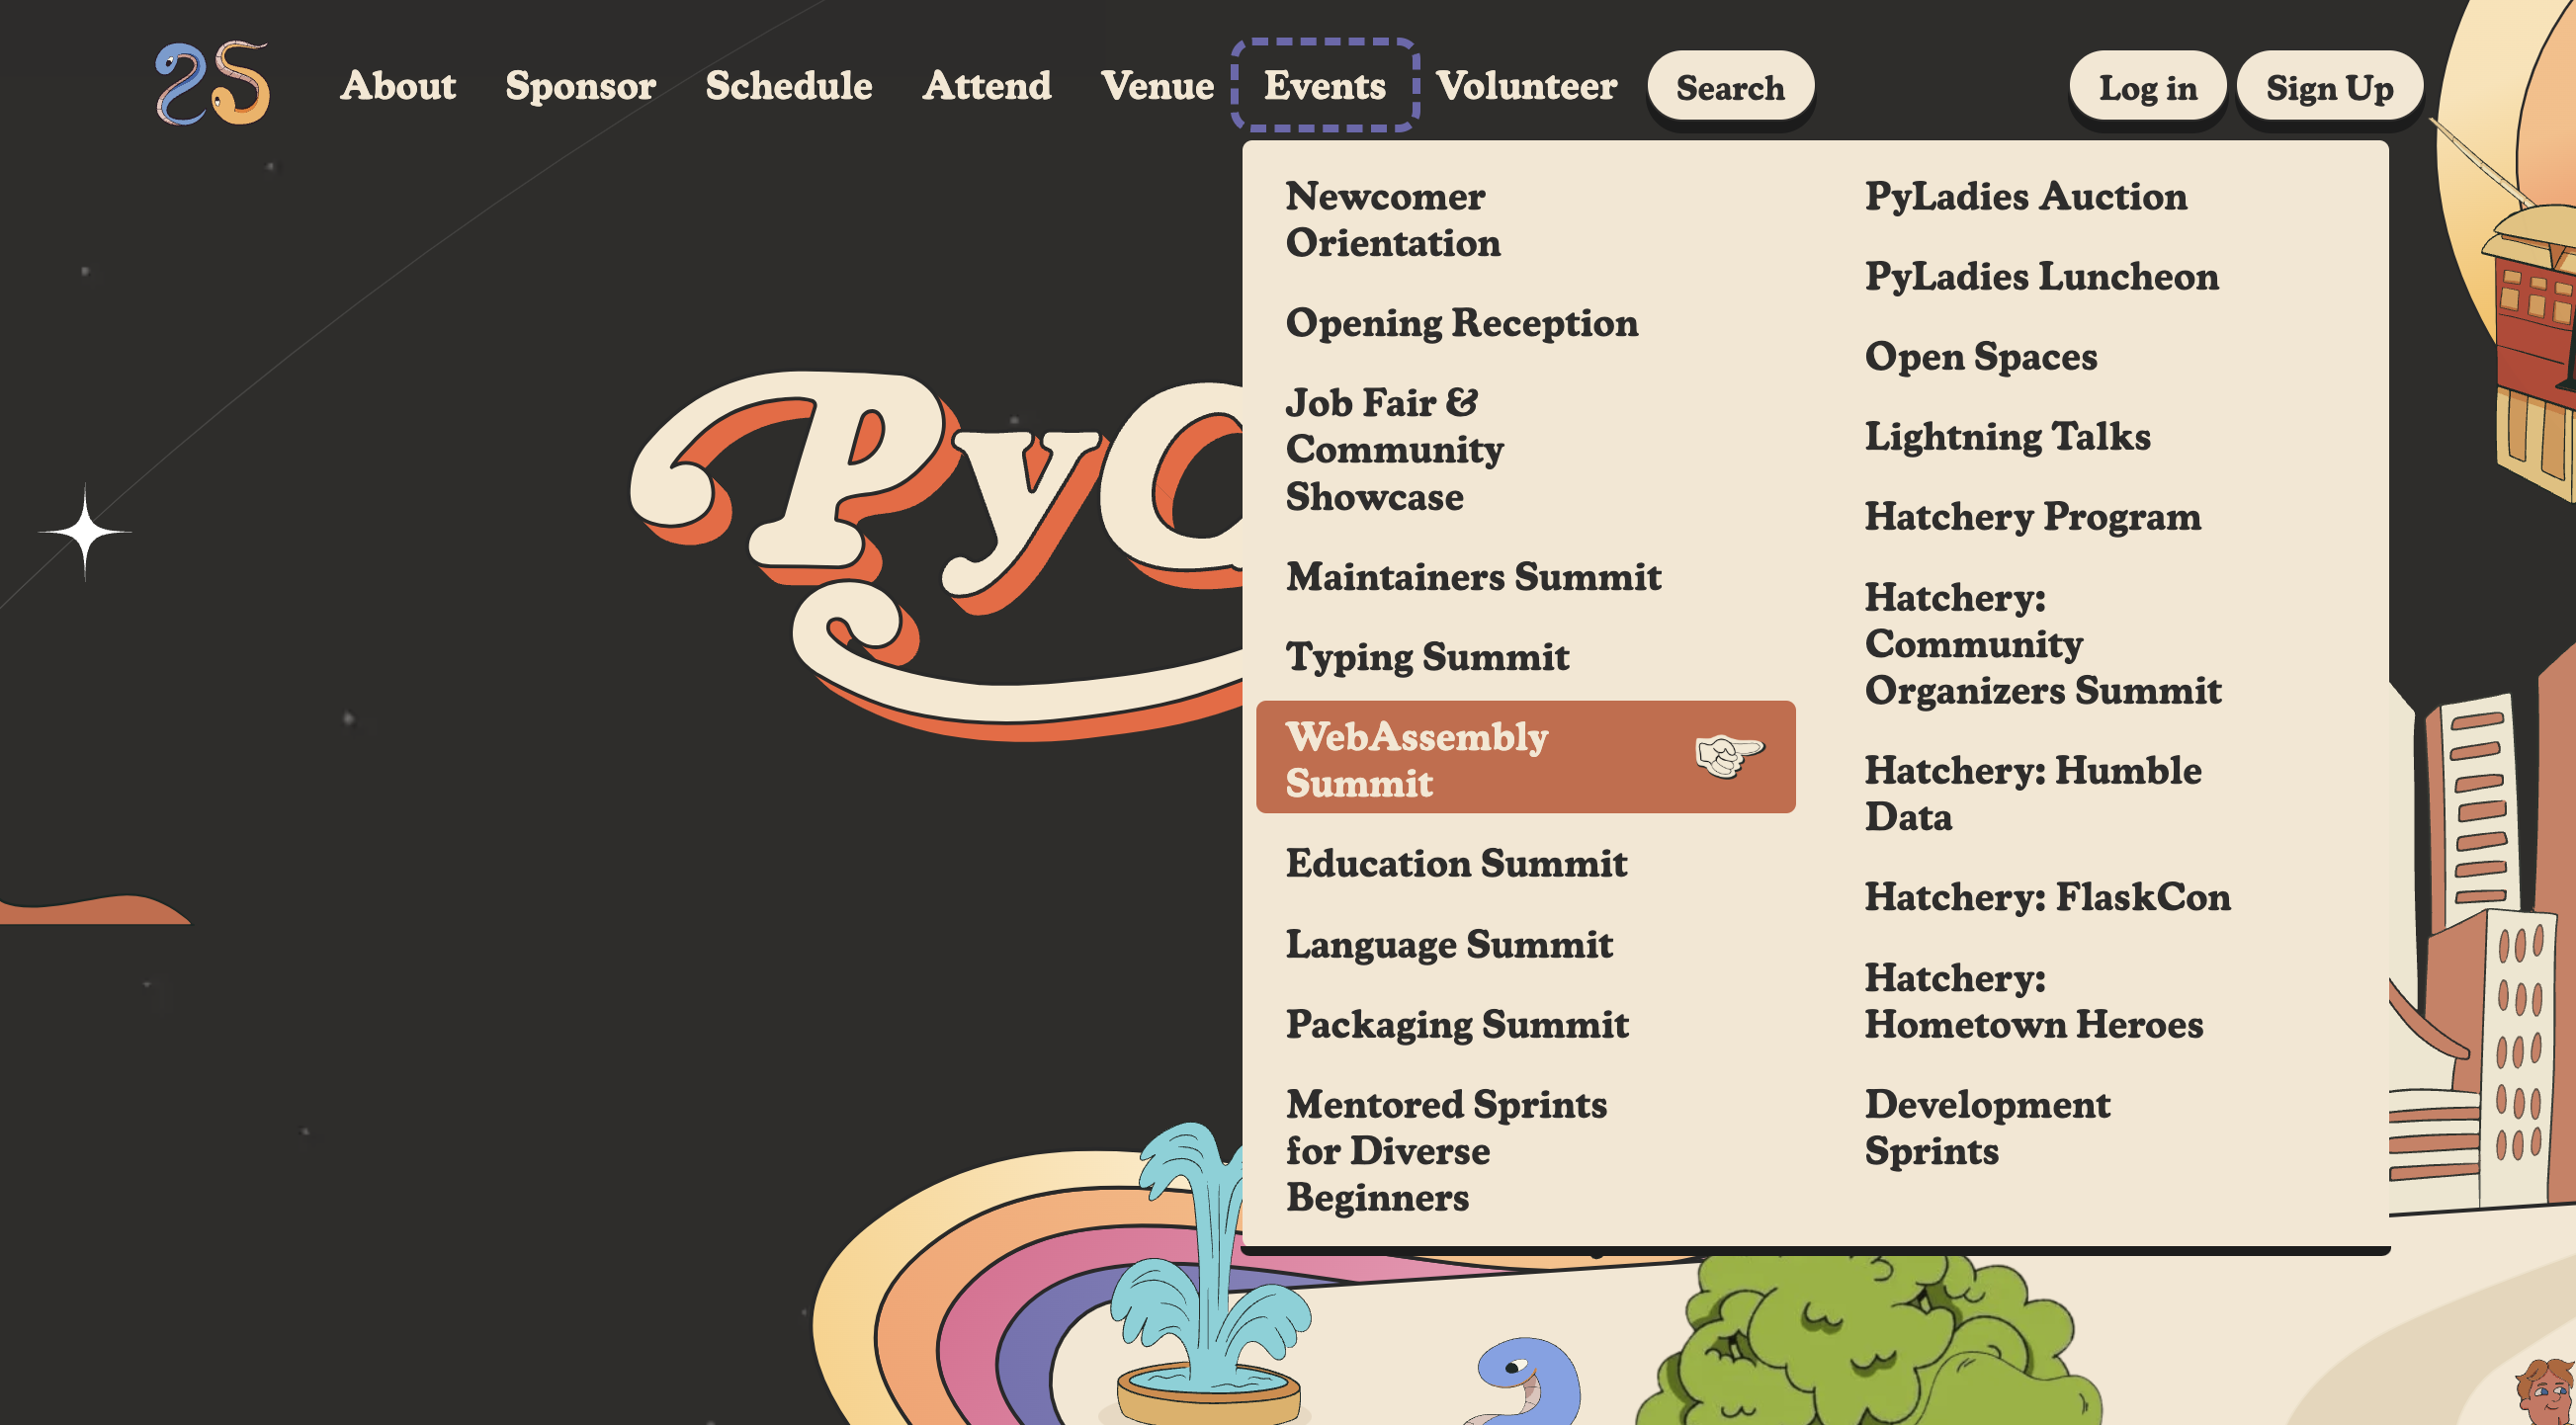 25
About
Sponsor
Schedule
Attend
Venue
Events
Volunteer
Search
Log in
Sign Up
Newcomer
Orientation
Opening Reception
Job Fair &
Community
Showcase
Maintainers Summit
Typing Summit
WebAssembly
Summit
Education Summit
Language Summit
Packaging Summit
Mentored Sprints
for Diverse
Beginners
PyLadies Auction
PyLadies Luncheon
Open Spaces
Lightning Talks
Hatchery Program
Hatchery:
Community
Organizers Summit
Hatchery: Humble
Data
Hatchery: FlaskCon
Hatchery:
Hometown Heroes
Development
Sprints
PyC